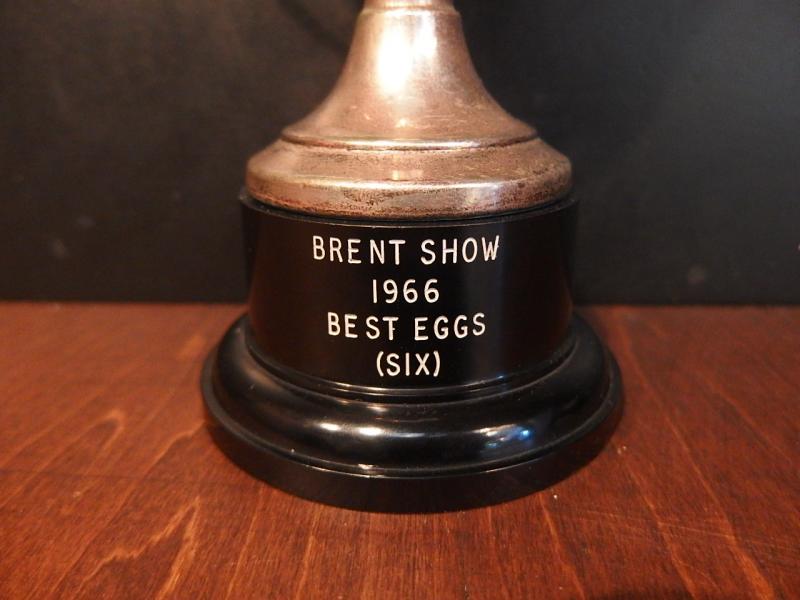 BRENT SHOW
1966
BEST EGGS
(SIX)